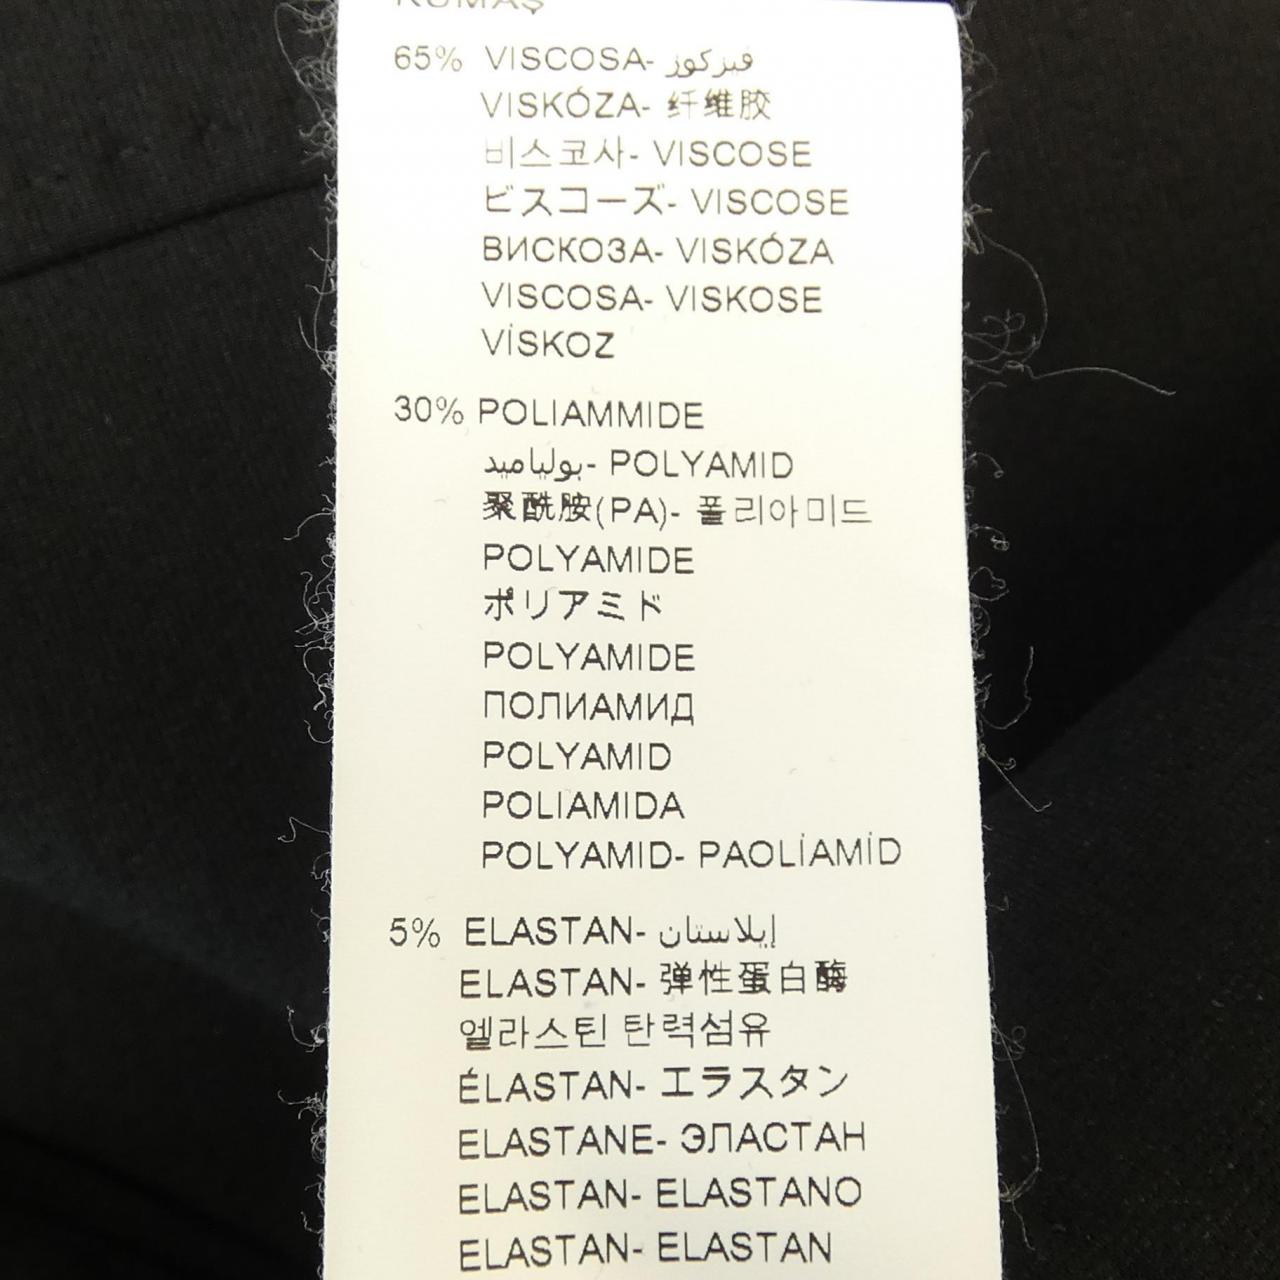 KUMAŞ
65% VISCOSA- فيزكوز
VISKÓZA- 纤维胶
비스코사- VISCOSE
ビスコーズ- VISCOSE
ВИСКОЗА- VISKÓZA
VISCOSA- VISKOSE
VİSKOZ
30% POLIAMMIDE
بولياميد- POLYAMID
聚酰胺(PA)- 폴리아미드
POLYAMIDE
ポリアミド
POLYAMIDE
ПОЛИАМИД
POLYAMID
POLIAMIDA
POLYAMID- PAOLİAMİD
5% ELASTAN- إيلاستان
ELASTAN- 弹性蛋白酶
엘라스틴 탄력섬유
ÉLASTAN- エラスタン
ELASTANE- ЭЛАСТАН
ELASTAN- ELASTANO
ELASTAN- ELASTAN